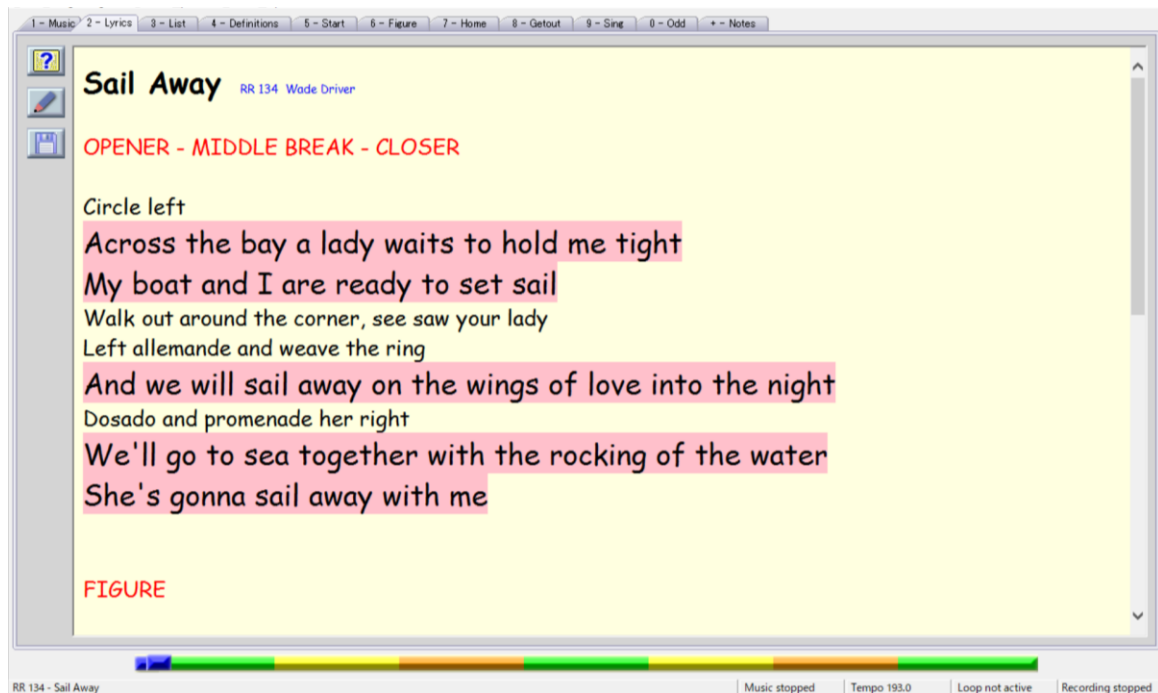 1 - Music 2 - Lyrics 3 - List 4 - Definitions 5 - Start 6 - Figure 7 - Home 8 - Getout 9 - Sing 0 - Odd + - Notes
Sail Away RR 134 Wade Driver
OPENER - MIDDLE BREAK - CLOSER
Circle left
Across the bay a lady waits to hold me tight
My boat and I are ready to set sail
Walk out around the corner, see saw your lady
Left allemande and weave the ring
And we will sail away on the wings of love into the night
Dosado and promenade her right
We'll go to sea together with the rocking of the water
She's gonna sail away with me
FIGURE
RR 134 - Sail Away Music stopped Tempo 193.0 Loop not active Recording stopped